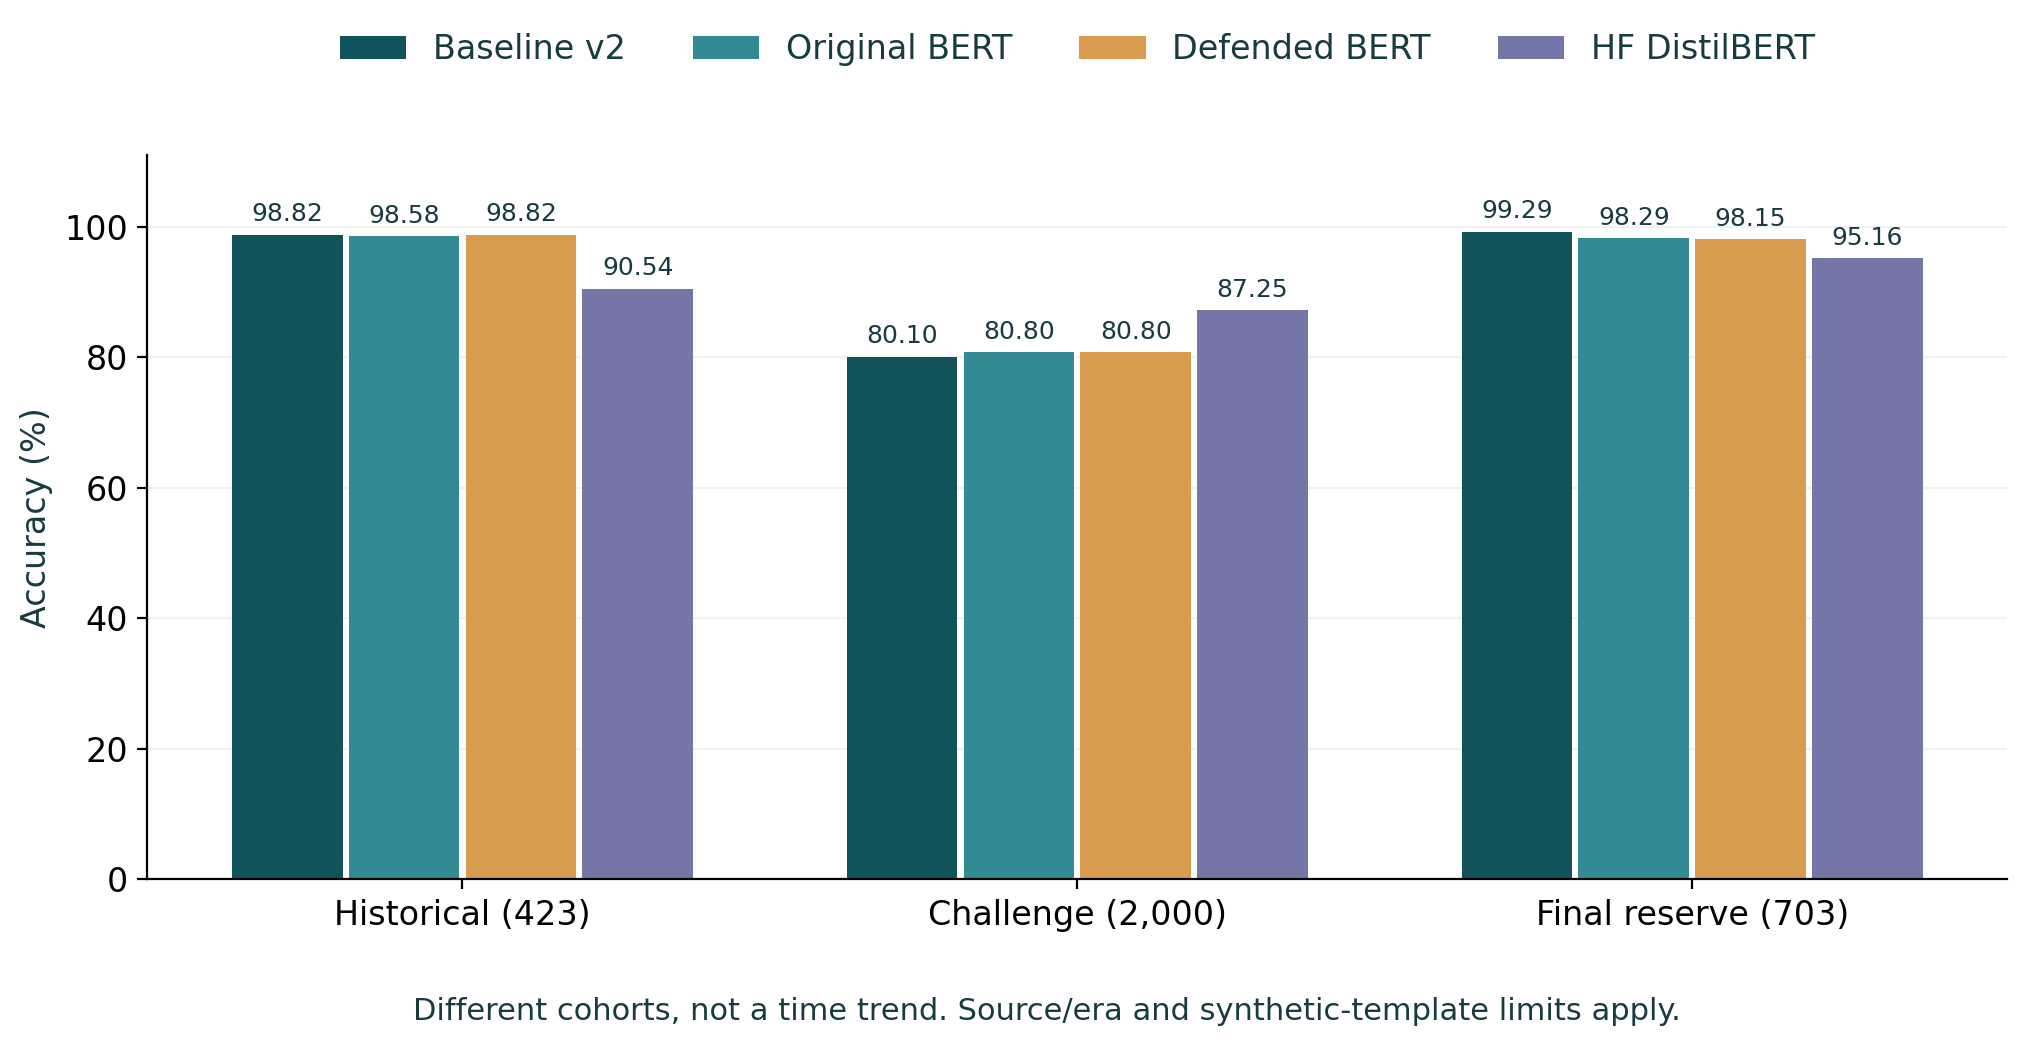 Baseline v2 Original BERT Defended BERT HF DistilBERT
98.82 98.58 98.82 90.54
80.10 80.80 80.80 87.25
99.29 98.29 98.15 95.16
100
80
60
40
20
0
Accuracy (%)
Historical (423) Challenge (2,000) Final reserve (703)
Different cohorts, not a time trend. Source/era and synthetic-template limits apply.